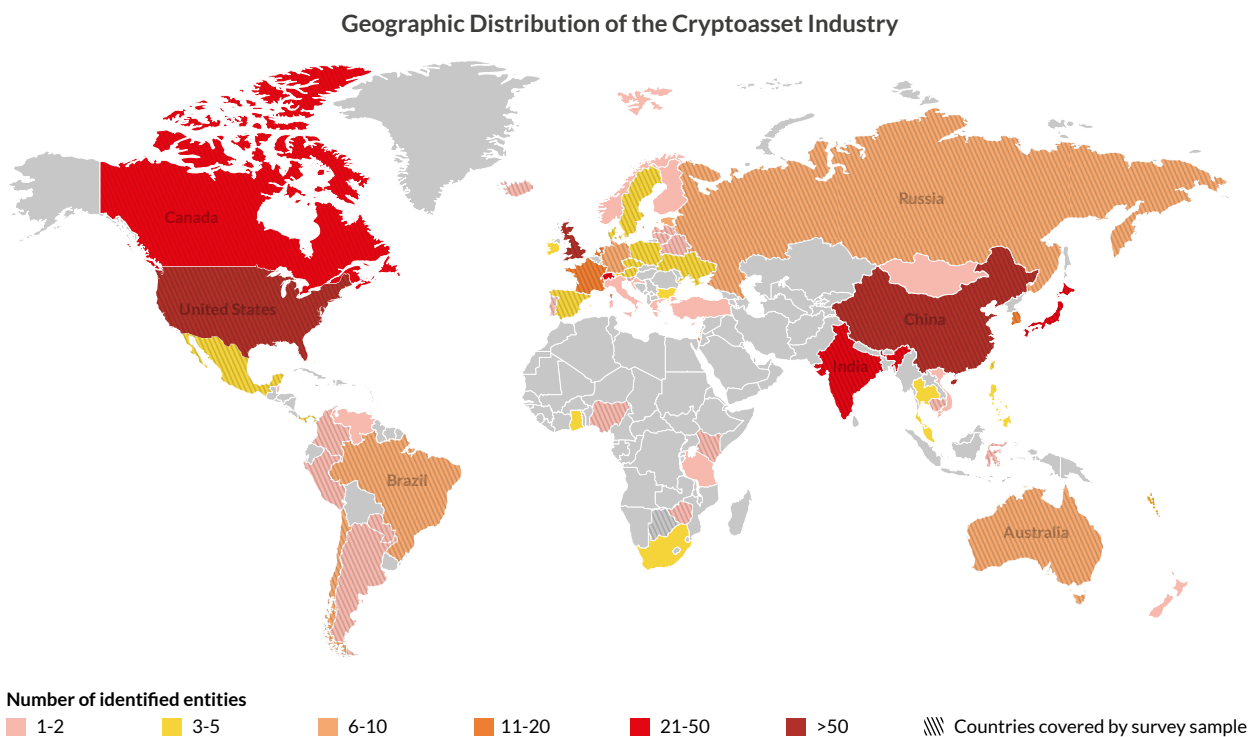 Geographic Distribution of the Cryptoasset Industry
Canada
Russia
United States
China
India
Brazil
Australia
Number of identified entities
1-2
3-5
6-10
11-20
21-50
>50
Countries covered by survey sample